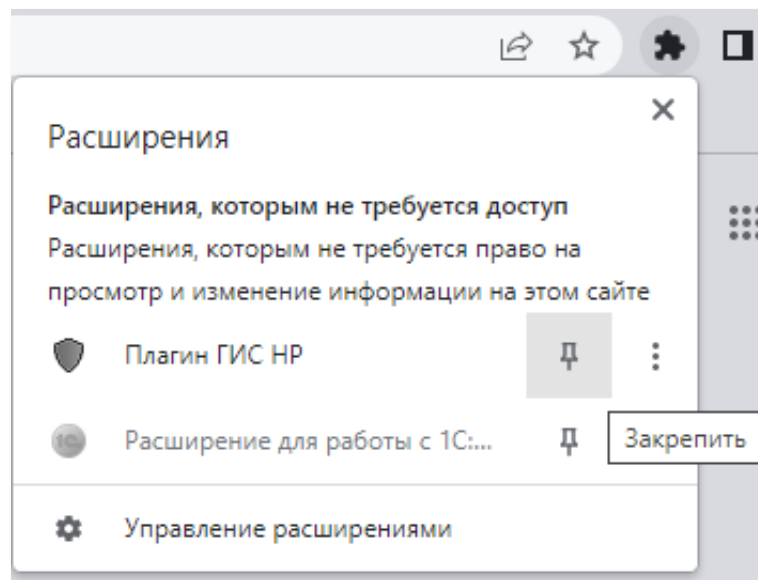 Расширения
Расширения, которым не требуется доступ
Расширения, которым не требуется право на
просмотр и изменение информации на этом сайте
Плагин ГИС НР
1С
Расширение для работы с 1С:...
Закрепить
Управление расширениями